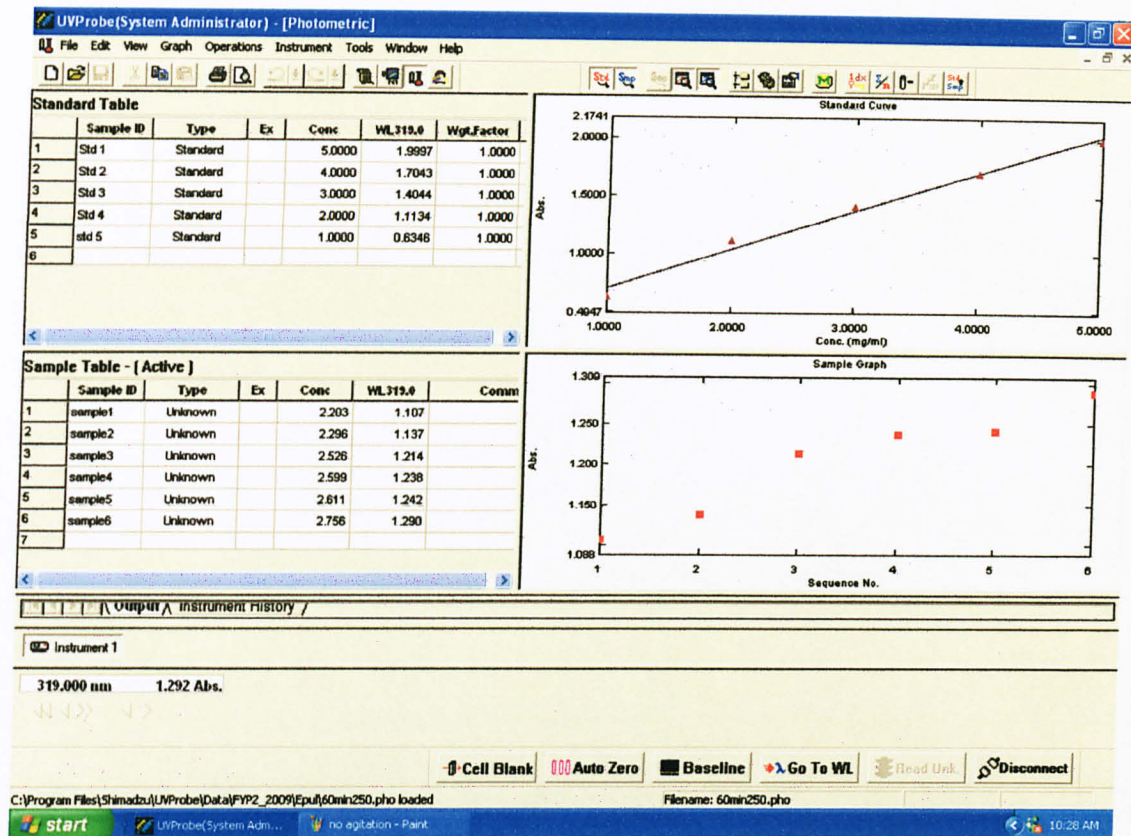 UVProbe(System Administrator) - [Photometric]
File Edit View Graph Operations Instrument Tools Window Help
Standard Table
Sample ID Type Ex Conc WL319.0 Wgt.Factor
1 Std 1 Standard 5.0000 1.9997 1.0000
2 Std 2 Standard 4.0000 1.7043 1.0000
3 Std 3 Standard 3.0000 1.4044 1.0000
4 Std 4 Standard 2.0000 1.1134 1.0000
5 std 5 Standard 1.0000 0.6346 1.0000
6
Standard Curve
2.1741
2.0000
1.5000
1.0000
0.4947
Abs.
1.0000 2.0000 3.0000 4.0000 5.0000
Conc. (mg/ml)
Sample Table - [ Active ]
Sample ID Type Ex Conc WL319.0 Comm
1 sample1 Unknown 2.203 1.107
2 sample2 Unknown 2.296 1.137
3 sample3 Unknown 2.526 1.214
4 sample4 Unknown 2.599 1.238
5 sample5 Unknown 2.611 1.242
6 sample6 Unknown 2.756 1.290
7
Sample Graph
1.309
1.250
1.200
1.150
1.088
Abs.
1 2 3 4 5 6
Sequence No.
Output Instrument History
Instrument 1
319.000 nm 1.292 Abs.
Cell Blank Auto Zero Baseline Go To WL Read Unk. Disconnect
C:\Program Files\Shimadzu\UVProbe\Data\FYP2_2009\Epul\60min250.pho loaded Filename: 60min250.pho
start UVProbe(System Adm... no agitation - Paint 10:28 AM